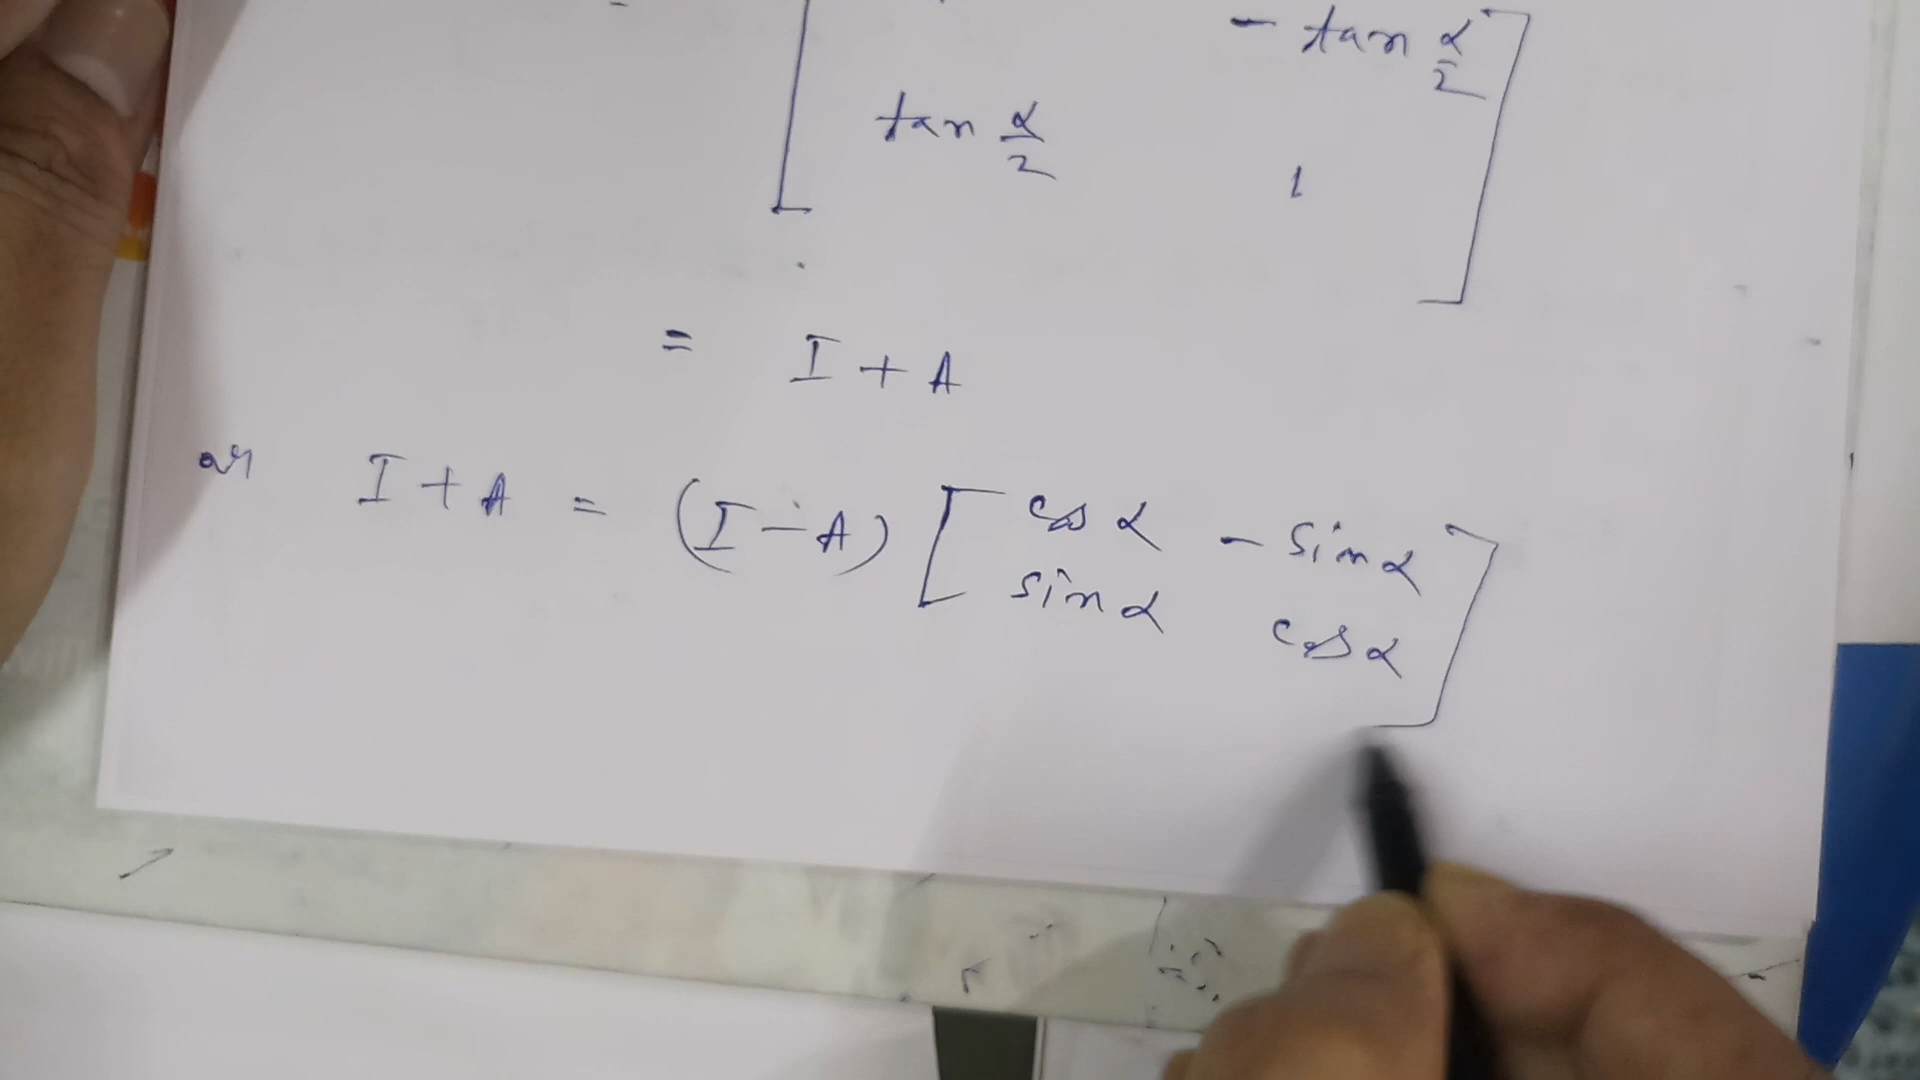 - tan α/2
tan α/2 1
= I + A
or I + A = (I - A) [ cos α - sin α
sin α cos α ]